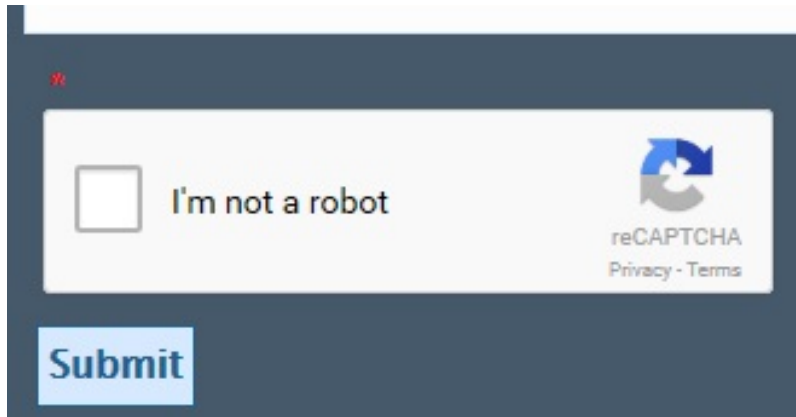 *
I'm not a robot
reCAPTCHA
Privacy - Terms
Submit